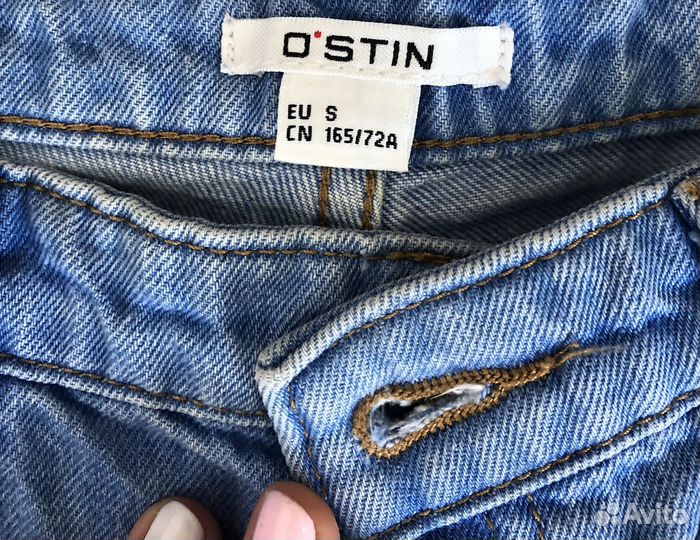 O'STIN
EU S
CN 165/72A
Avito